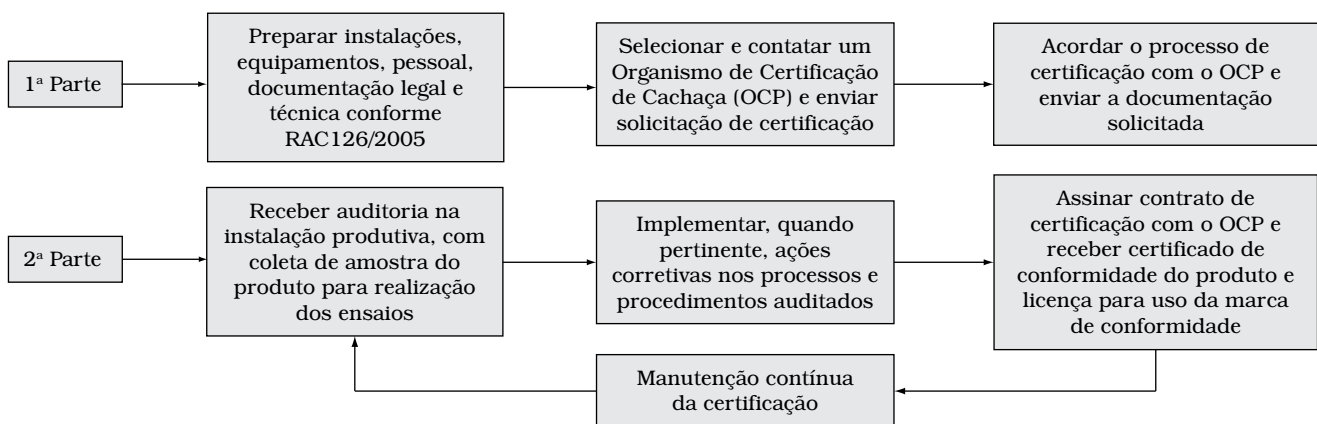 1ª Parte
Preparar instalações,
equipamentos, pessoal,
documentação legal e
técnica conforme
RAC126/2005
Selecionar e contatar um
Organismo de Certificação
de Cachaça (OCP) e enviar
solicitação de certificação
Acordar o processo de
certificação com o OCP e
enviar a documentação
solicitada
2ª Parte
Receber auditoria na
instalação produtiva, com
coleta de amostra do
produto para realização
dos ensaios
Implementar, quando
pertinente, ações
corretivas nos processos e
procedimentos auditados
Assinar contrato de
certificação com o OCP e
receber certificado de
conformidade do produto e
licença para uso da marca
de conformidade
Manutenção contínua
da certificação